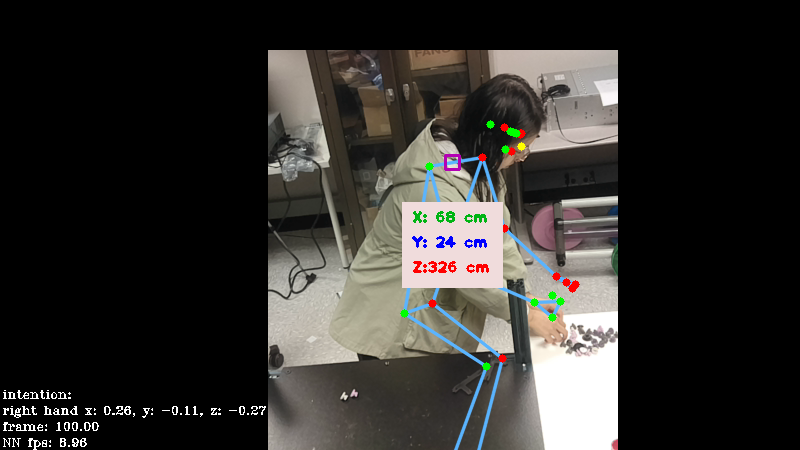 X: 68 cm
Y: 24 cm
Z:326 cm
intention:
right hand x: 0.26, y: -0.11, z: -0.27
frame: 100.00
NN fps: 8.96